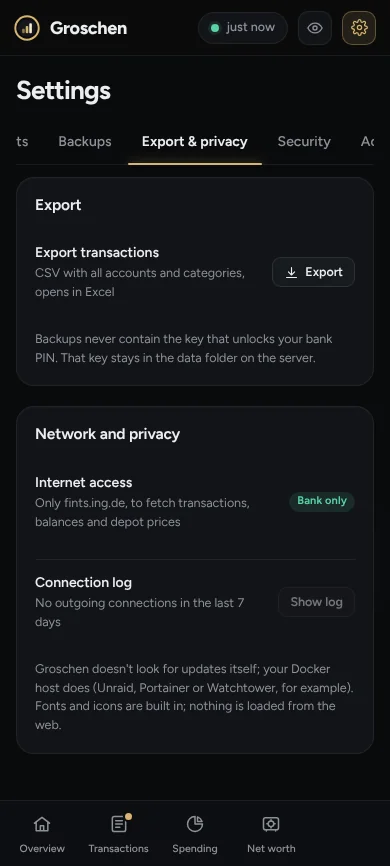 Groschen
just now
Settings
ts Backups Export & privacy Security Ac
Export
Export transactions
CSV with all accounts and categories,
opens in Excel
Export
Backups never contain the key that unlocks your bank
PIN. That key stays in the data folder on the server.
Network and privacy
Internet access
Only fints.ing.de, to fetch transactions,
balances and depot prices
Bank only
Connection log
No outgoing connections in the last 7
days
Show log
Groschen doesn't look for updates itself; your Docker
host does (Unraid, Portainer or Watchtower, for example).
Fonts and icons are built in; nothing is loaded from the
web.
Overview Transactions Spending Net worth